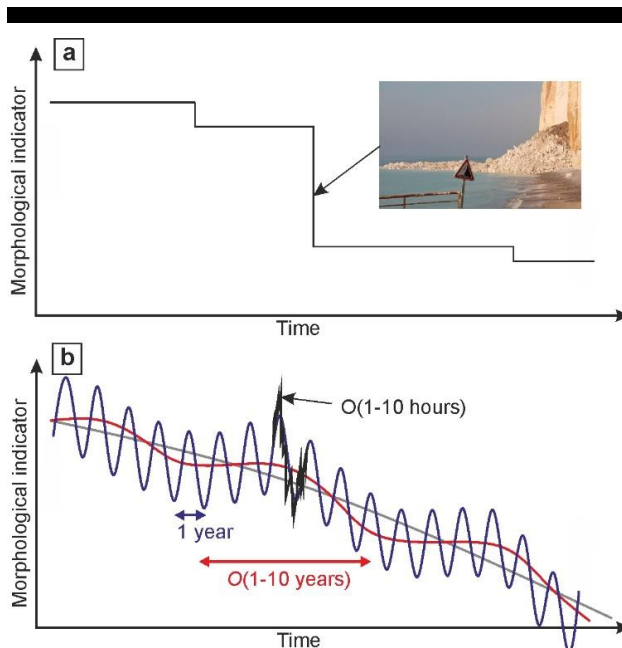 a
Morphological indicator
Time
b
Morphological indicator
O(1-10 hours)
1 year
O(1-10 years)
Time